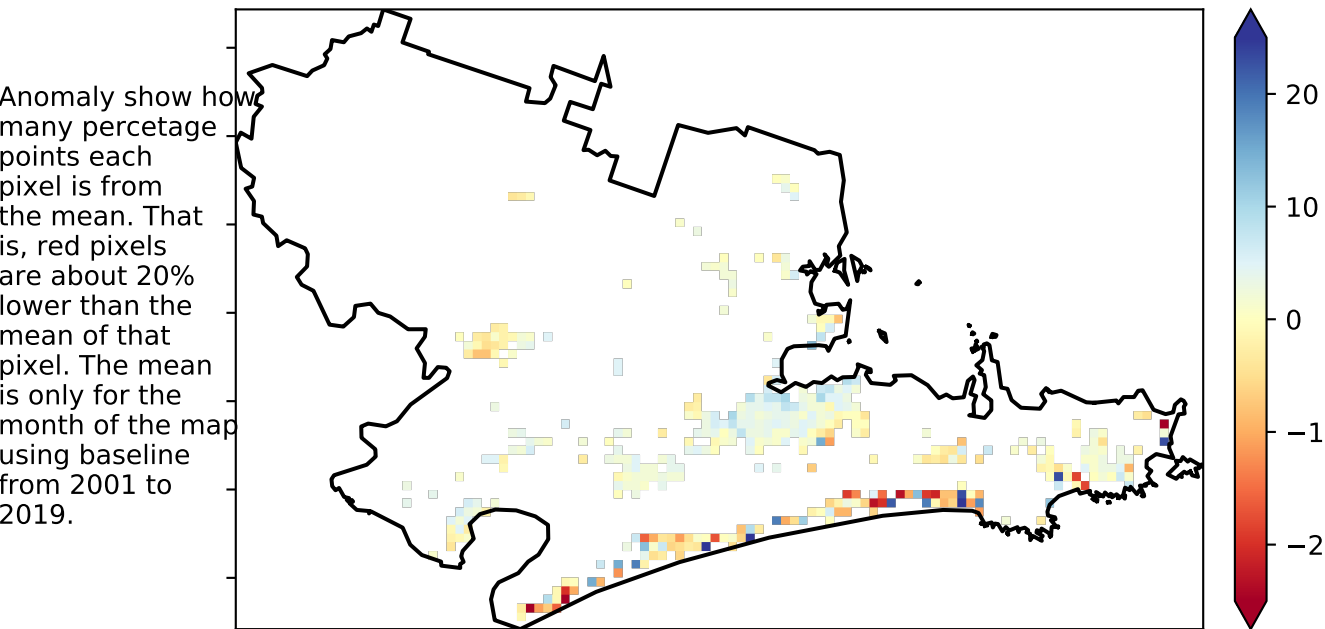 Anomaly show how
many percetage
points each
pixel is from
the mean. That
is, red pixels
are about 20%
lower than the
mean of that
pixel. The mean
is only for the
month of the map
using baseline
from 2001 to
2019.
20
10
0
−1
−2